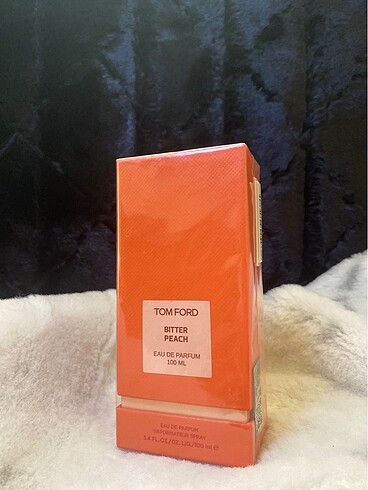 TOM FORD
BITTER
PEACH
EAU DE PARFUM
100 ML
EAU DE PARFUM
VAPORISATEUR SPRAY
3.4 FL.OZ./OZ. LIQ./100 ml ℮